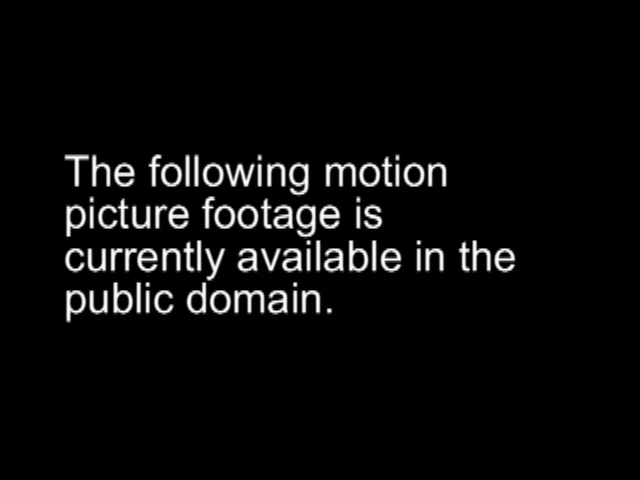 The following motion
picture footage is
currently available in the
public domain.